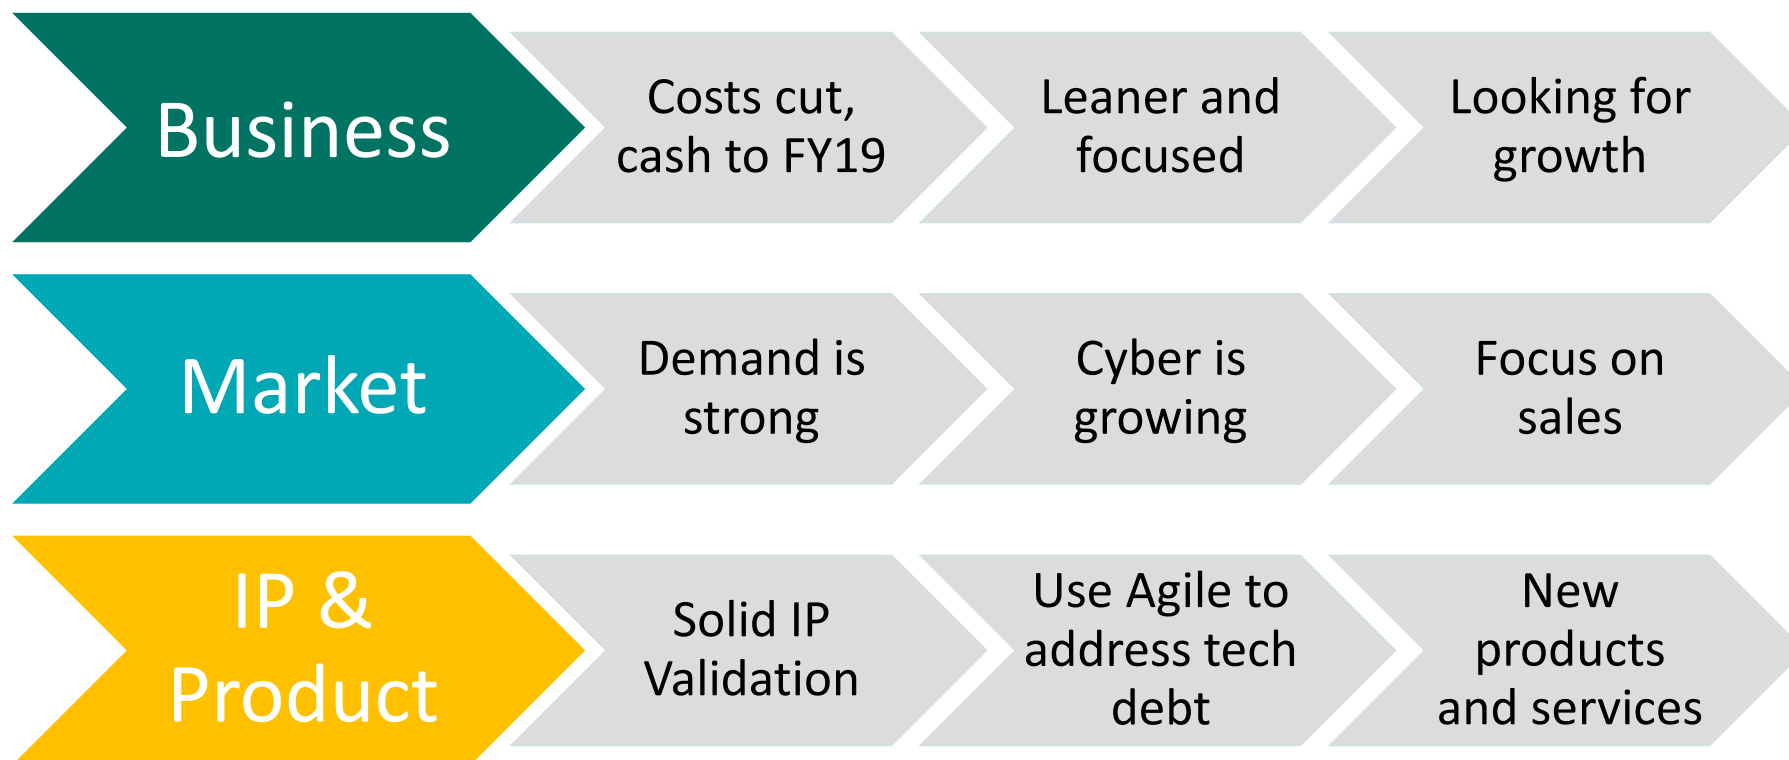 Business
Costs cut,
cash to FY19
Leaner and
focused
Looking for
growth
Market
Demand is
strong
Cyber is
growing
Focus on
sales
IP &
Product
Solid IP
Validation
Use Agile to
address tech
debt
New
products
and services